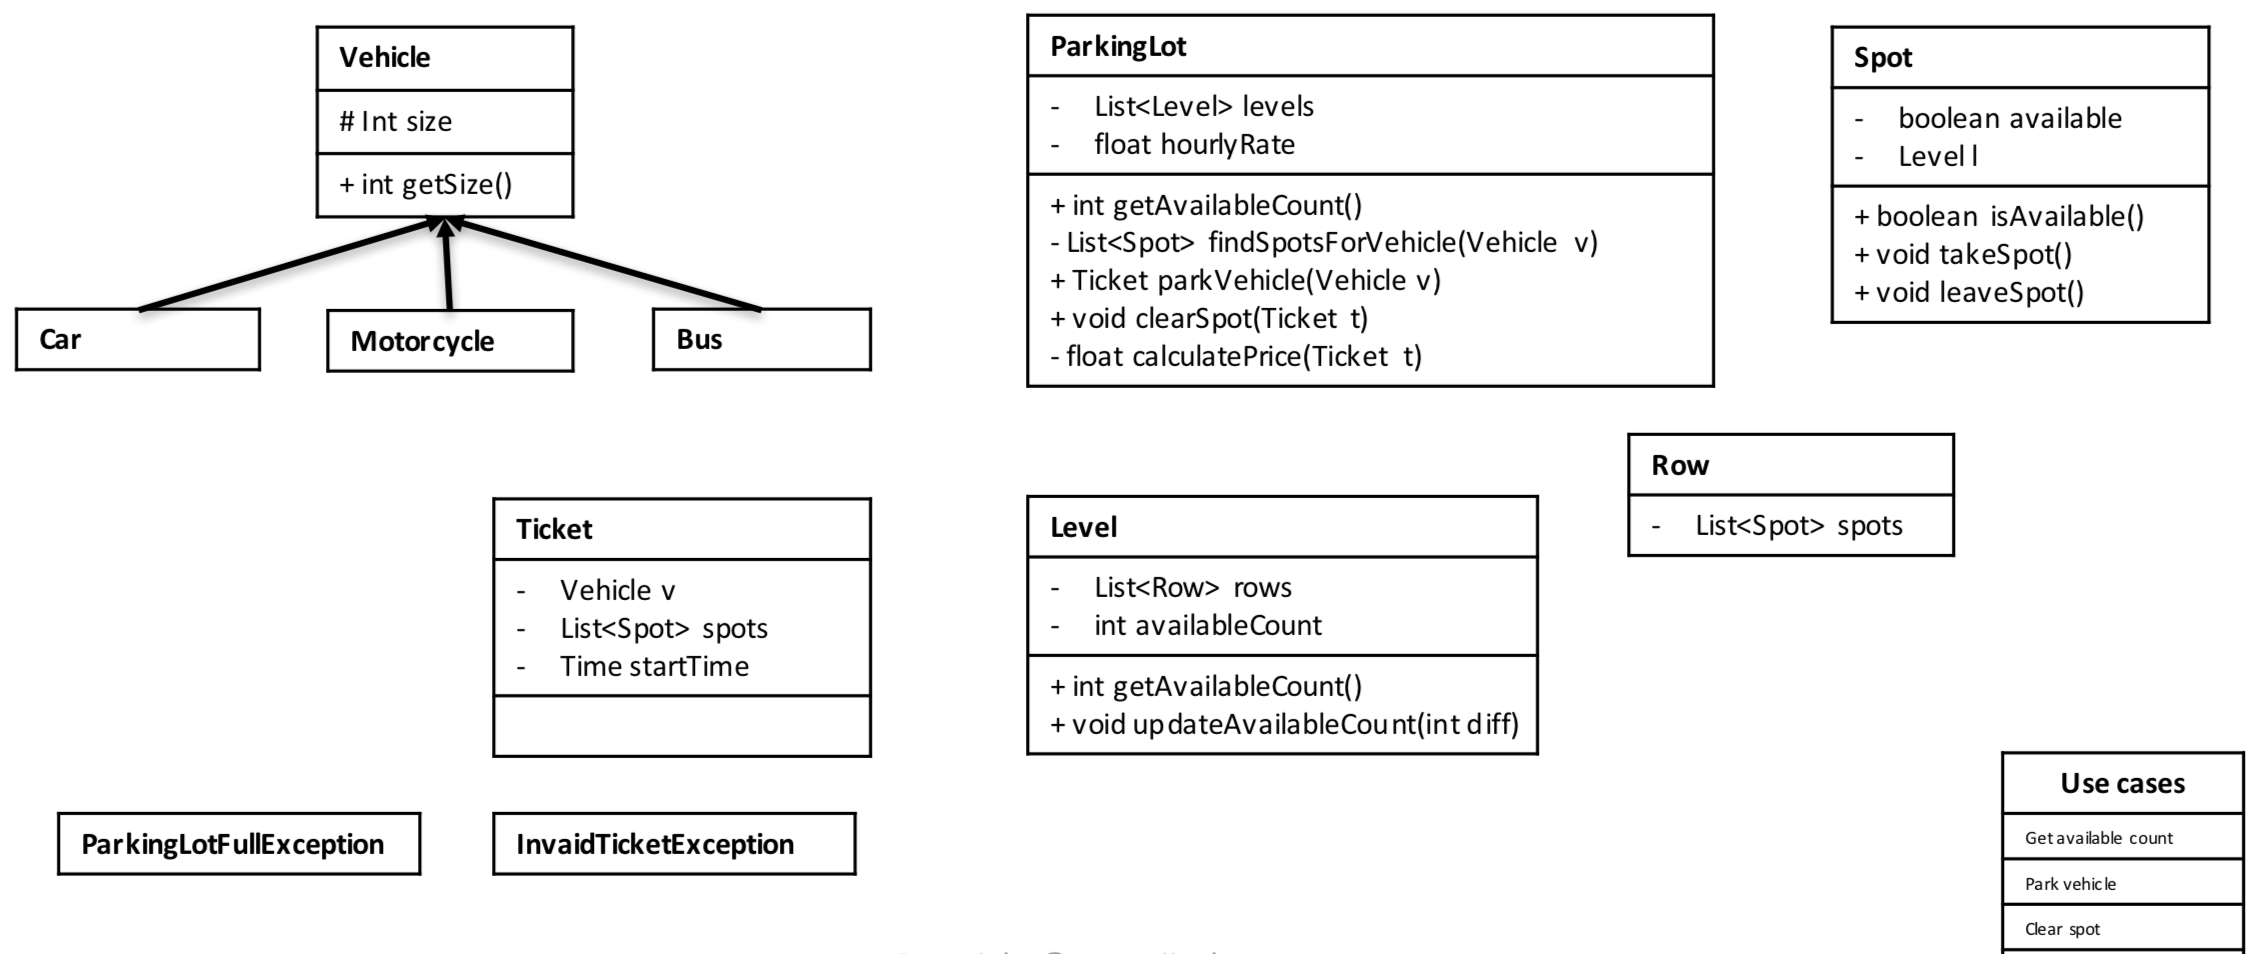 Vehicle
# Int size
+ int getSize()
Car
Motorcycle
Bus
ParkingLot
- List<Level> levels
- float hourlyRate
+ int getAvailableCount()
- List<Spot> findSpotsForVehicle(Vehicle v)
+ Ticket parkVehicle(Vehicle v)
+ void clearSpot(Ticket t)
- float calculatePrice(Ticket t)
Spot
- boolean available
- Level l
+ boolean isAvailable()
+ void takeSpot()
+ void leaveSpot()
Row
- List<Spot> spots
Ticket
- Vehicle v
- List<Spot> spots
- Time startTime
Level
- List<Row> rows
- int availableCount
+ int getAvailableCount()
+ void updateAvailableCount(int diff)
ParkingLotFullException
InvaidTicketException
Use cases
Get available count
Park vehicle
Clear spot